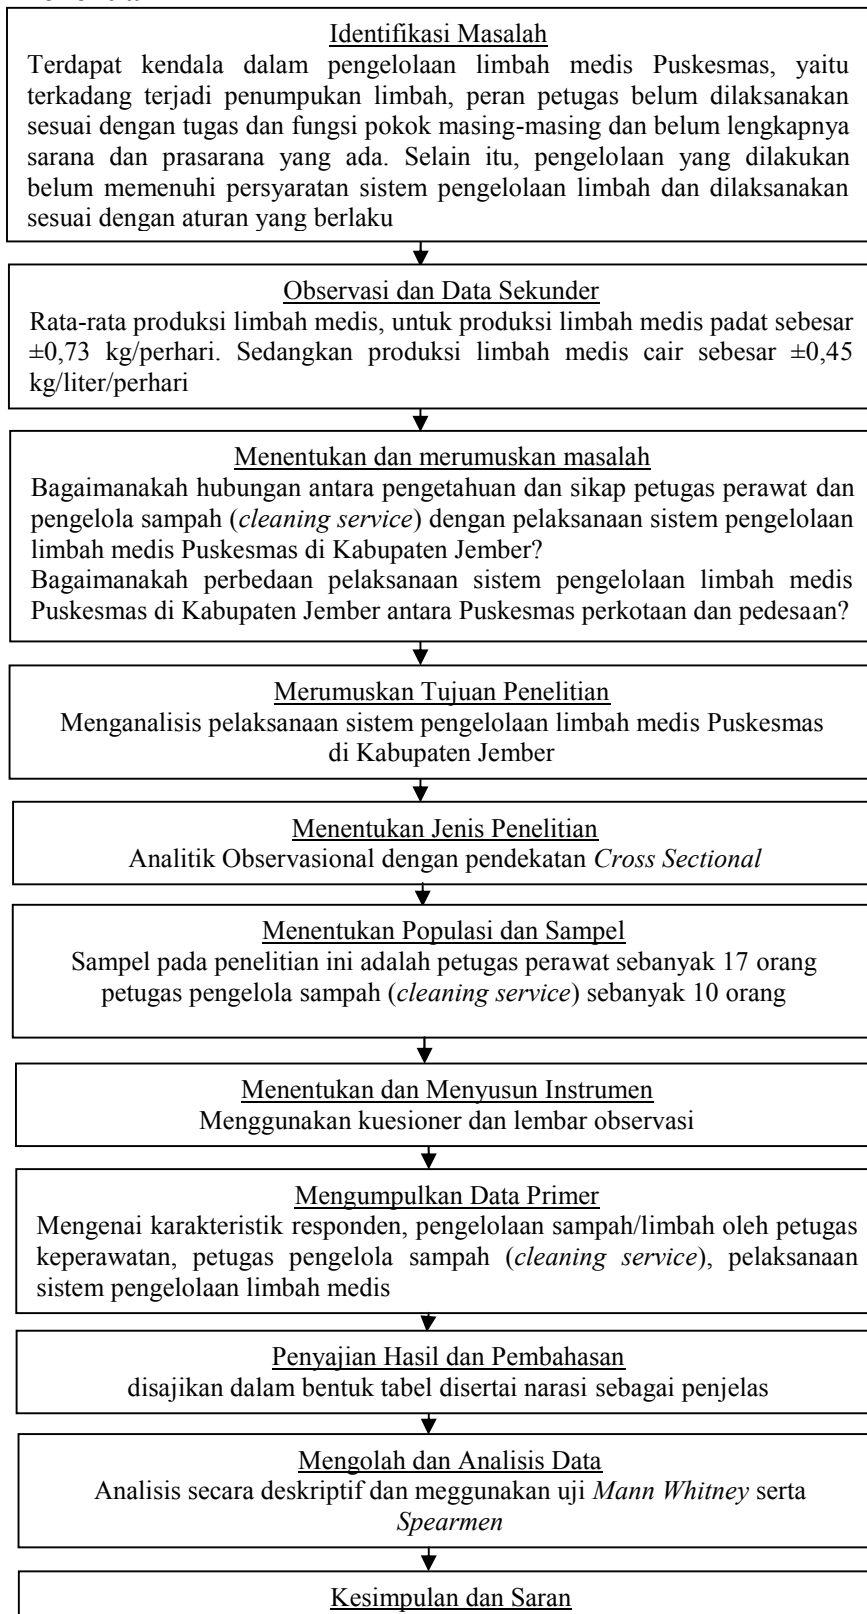 Identifikasi Masalah
Terdapat kendala dalam pengelolaan limbah medis Puskesmas, yaitu
terkadang terjadi penumpukan limbah, peran petugas belum dilaksanakan
sesuai dengan tugas dan fungsi pokok masing-masing dan belum lengkapnya
sarana dan prasarana yang ada. Selain itu, pengelolaan yang dilakukan
belum memenuhi persyaratan sistem pengelolaan limbah dan dilaksanakan
sesuai dengan aturan yang berlaku
Observasi dan Data Sekunder
Rata-rata produksi limbah medis, untuk produksi limbah medis padat sebesar
±0,73 kg/perhari. Sedangkan produksi limbah medis cair sebesar ±0,45
kg/liter/perhari
Menentukan dan merumuskan masalah
Bagaimanakah hubungan antara pengetahuan dan sikap petugas perawat dan
pengelola sampah (cleaning service) dengan pelaksanaan sistem pengelolaan
limbah medis Puskesmas di Kabupaten Jember?
Bagaimanakah perbedaan pelaksanaan sistem pengelolaan limbah medis
Puskesmas di Kabupaten Jember antara Puskesmas perkotaan dan pedesaan?
Merumuskan Tujuan Penelitian
Menganalisis pelaksanaan sistem pengelolaan limbah medis Puskesmas
di Kabupaten Jember
Menentukan Jenis Penelitian
Analitik Observasional dengan pendekatan Cross Sectional
Menentukan Populasi dan Sampel
Sampel pada penelitian ini adalah petugas perawat sebanyak 17 orang
petugas pengelola sampah (cleaning service) sebanyak 10 orang
Menentukan dan Menyusun Instrumen
Menggunakan kuesioner dan lembar observasi
Mengumpulkan Data Primer
Mengenai karakteristik responden, pengelolaan sampah/limbah oleh petugas
keperawatan, petugas pengelola sampah (cleaning service), pelaksanaan
sistem pengelolaan limbah medis
Penyajian Hasil dan Pembahasan
disajikan dalam bentuk tabel disertai narasi sebagai penjelas
Mengolah dan Analisis Data
Analisis secara deskriptif dan meggunakan uji Mann Whitney serta
Spearmen
Kesimpulan dan Saran